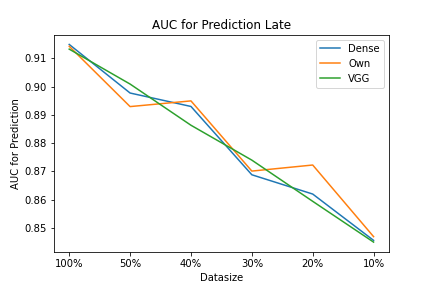 AUC for Prediction Late
Dense
Own
VGG
AUC for Prediction
0.91
0.90
0.89
0.88
0.87
0.86
0.85
100% 50% 40% 30% 20% 10%
Datasize